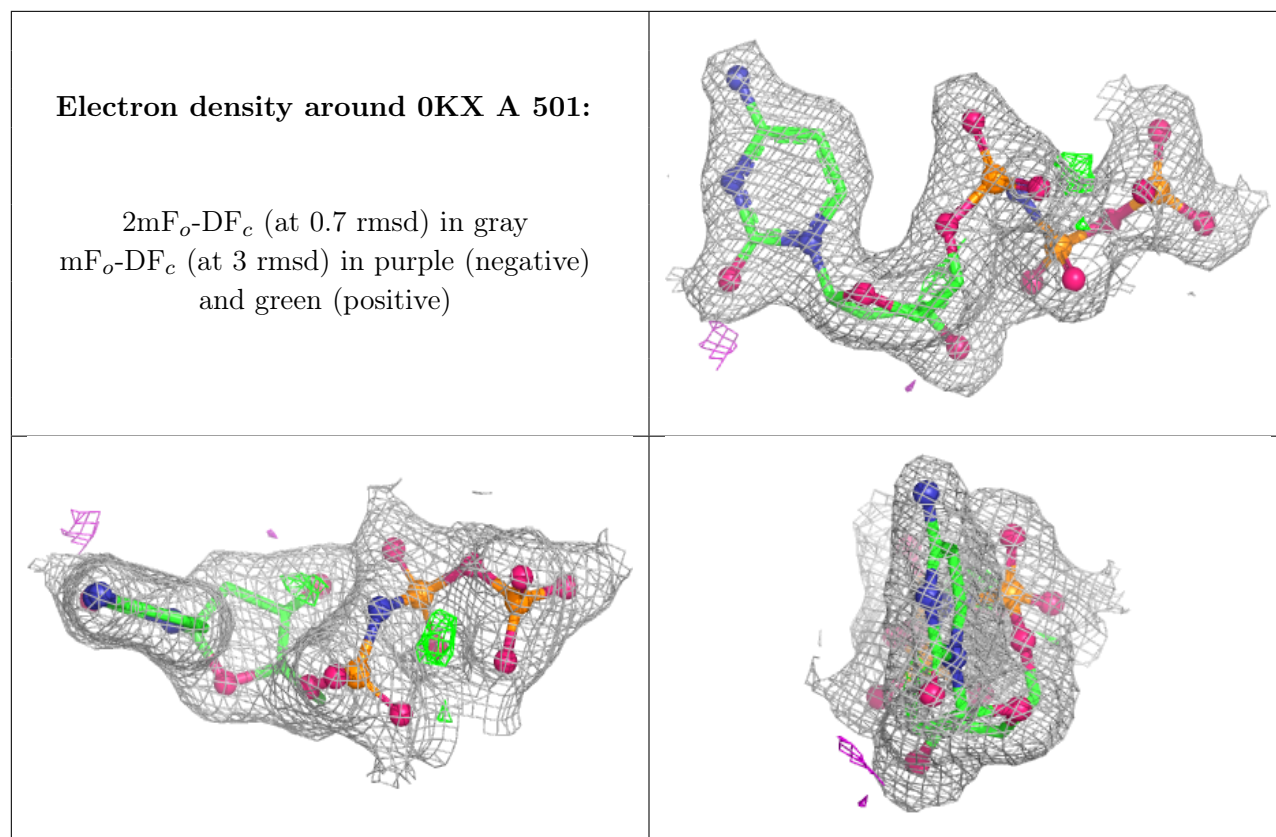 Electron density around 0KX A 501:
2mFo-DFc (at 0.7 rmsd) in gray
mFo-DFc (at 3 rmsd) in purple (negative)
and green (positive)